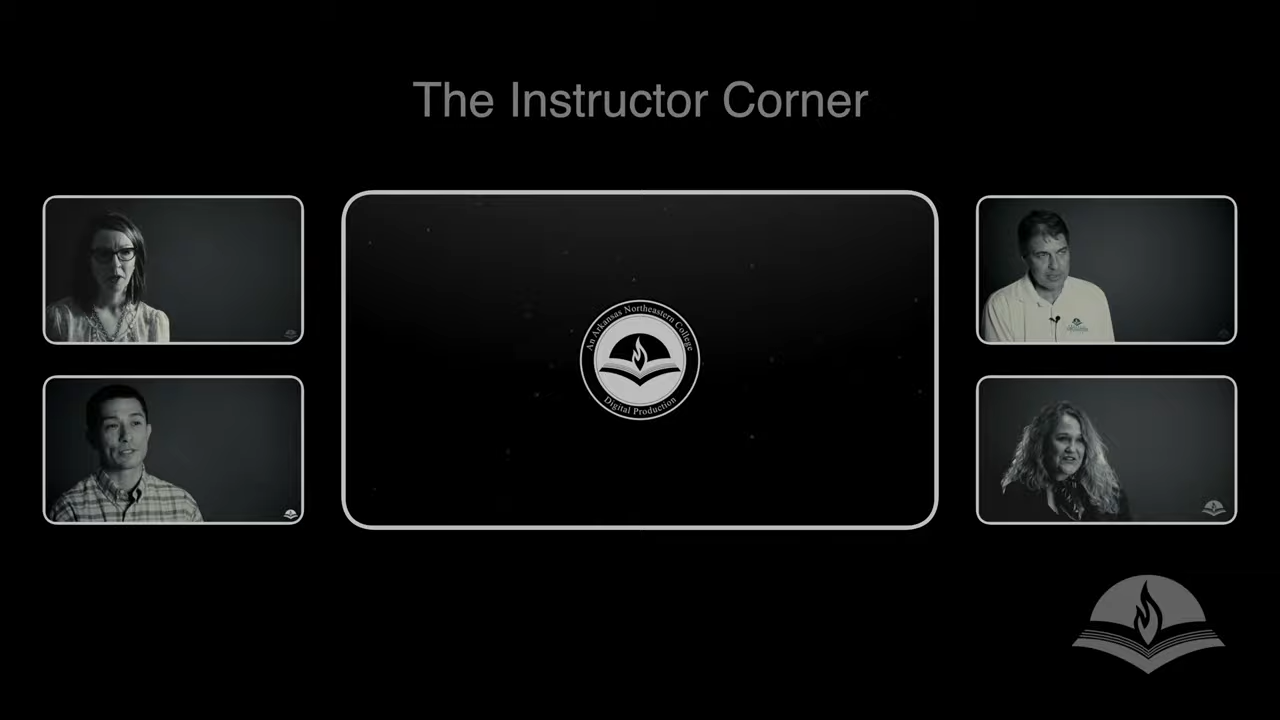 The Instructor Corner
An Arkansas Northeastern College
Digital Production